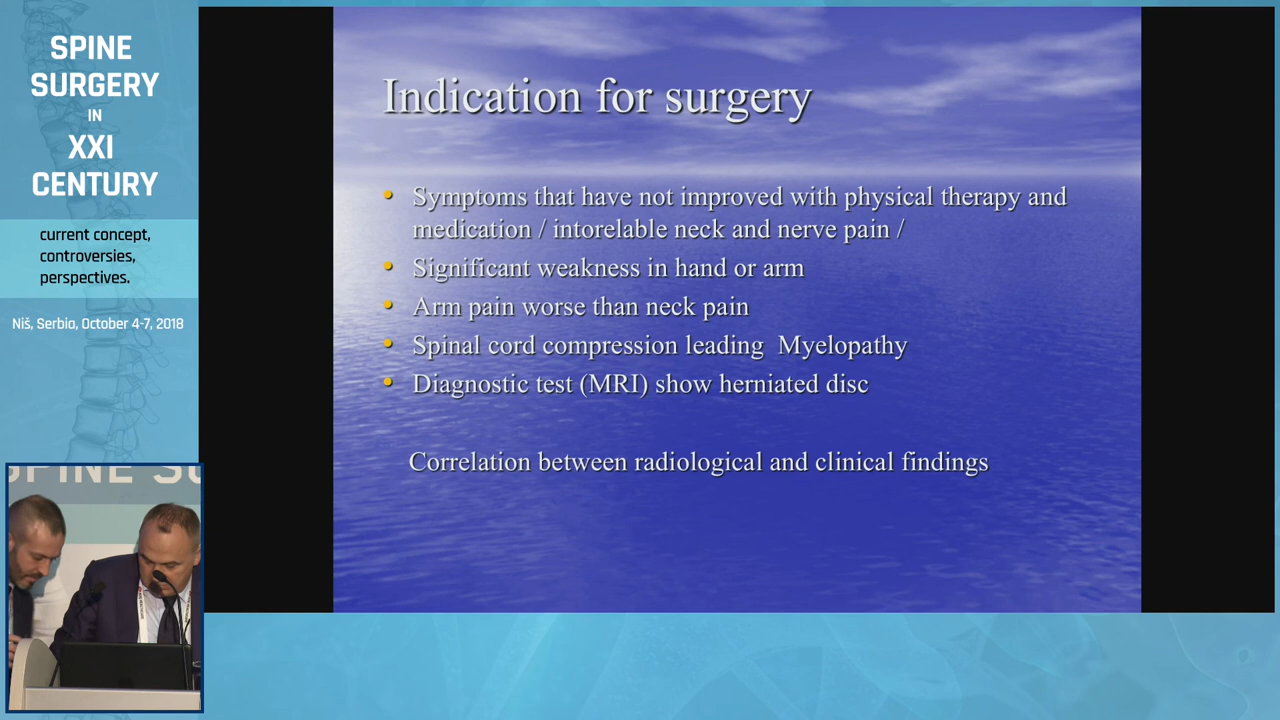 SPINE
SURGERY
IN
XXI
CENTURY
current concept,
controversies,
perspectives.
Niš, Serbia, October 4-7, 2018
Indication for surgery
Symptoms that have not improved with physical therapy and
medication / intorelable neck and nerve pain /
Significant weakness in hand or arm
Arm pain worse than neck pain
Spinal cord compression leading Myelopathy
Diagnostic test (MRI) show herniated disc
Correlation between radiological and clinical findings
SPINE SU